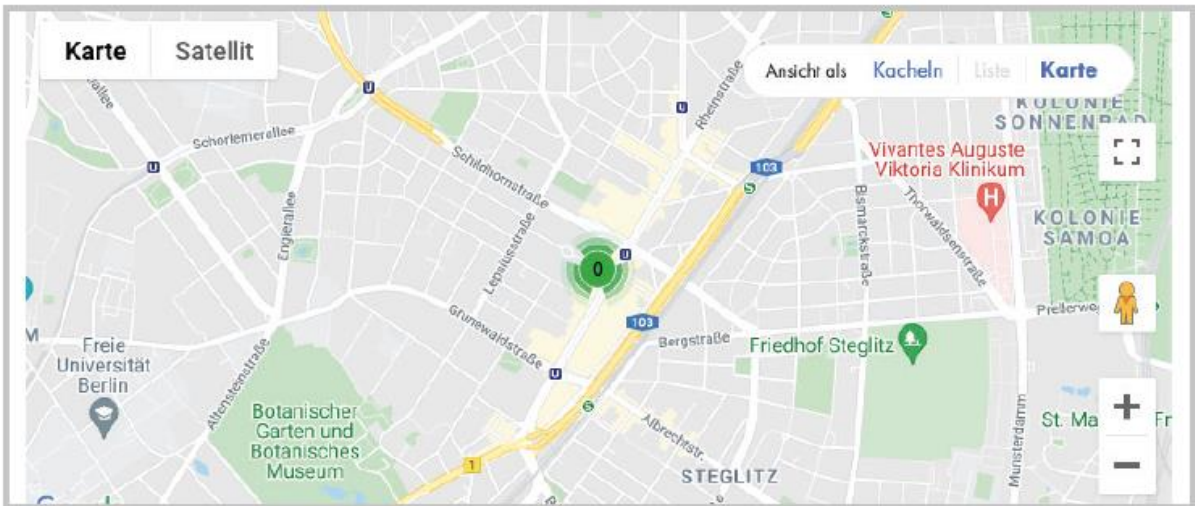 Karte Satellit
Ansicht als Kacheln Liste Karte
Rheinstraße
KOLONIE
SONNENBAD
Schorlemerallee
103
Vivantes Auguste
Viktoria Klinikum
H
Schildhornstraße
Englerallee
Lepsiusstraße
Bismarckstraße
Thorwaldsenstraße
KOLONIE
SAMOA
0
103
Grunewaldstraße
Bergstraße
Friedhof Steglitz
Freie
Universität
Berlin
Altensteinstraße
Botanischer
Garten und
Botanisches
Museum
Albrechtstr.
STEGLITZ
1
Munsterdamm
St. Ma
+
−
U
U
U
U
U
S
S
S